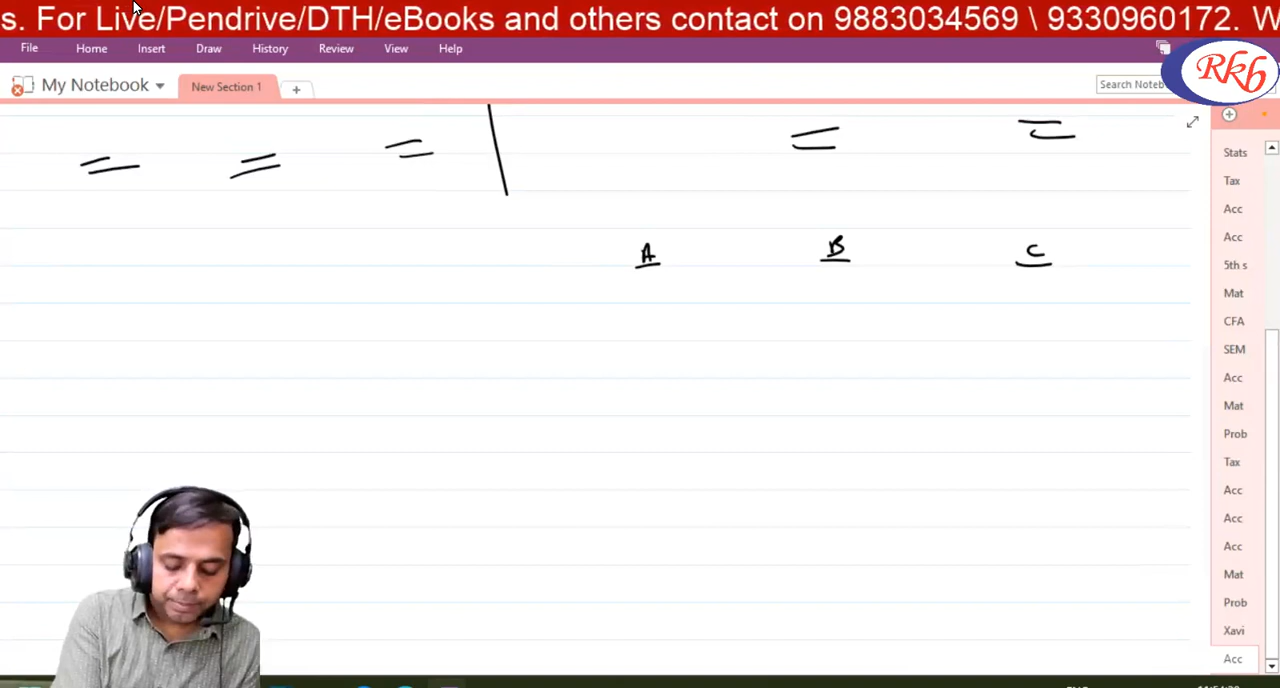 s. For Live/Pendrive/DTH/eBooks and others contact on 9883034569 \ 9330960172. W
File Home Insert Draw History Review View Help
Rkb
My Notebook New Section 1 +
Search Noteb
Stats
Tax
Acc
Acc
5th s
Mat
CFA
SEM
Acc
Mat
Prob
Tax
Acc
Acc
Acc
Mat
Prob
Xavi
Acc
A B C